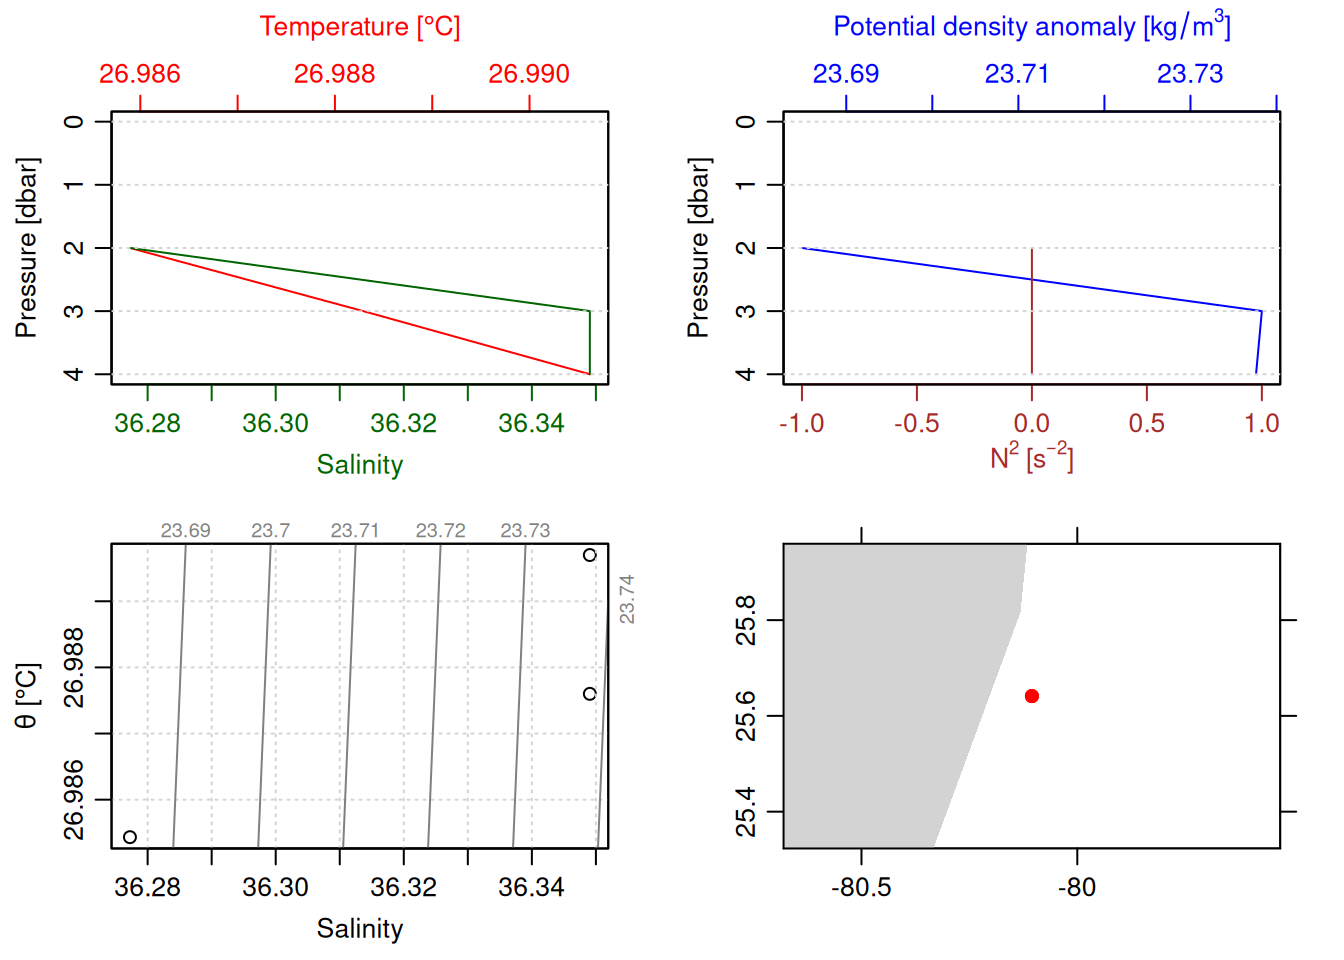 Temperature [°C]
26.986 26.988 26.990
0
1
2
3
4
Pressure [dbar]
36.28 36.30 36.32 36.34
Salinity
Potential density anomaly [kg/m³]
23.69 23.71 23.73
0
1
2
3
4
Pressure [dbar]
-1.0 -0.5 0.0 0.5 1.0
N² [s⁻²]
23.69 23.7 23.71 23.72 23.73
23.74
26.988
26.986
θ [°C]
36.28 36.30 36.32 36.34
Salinity
25.8
25.6
25.4
-80.5 -80